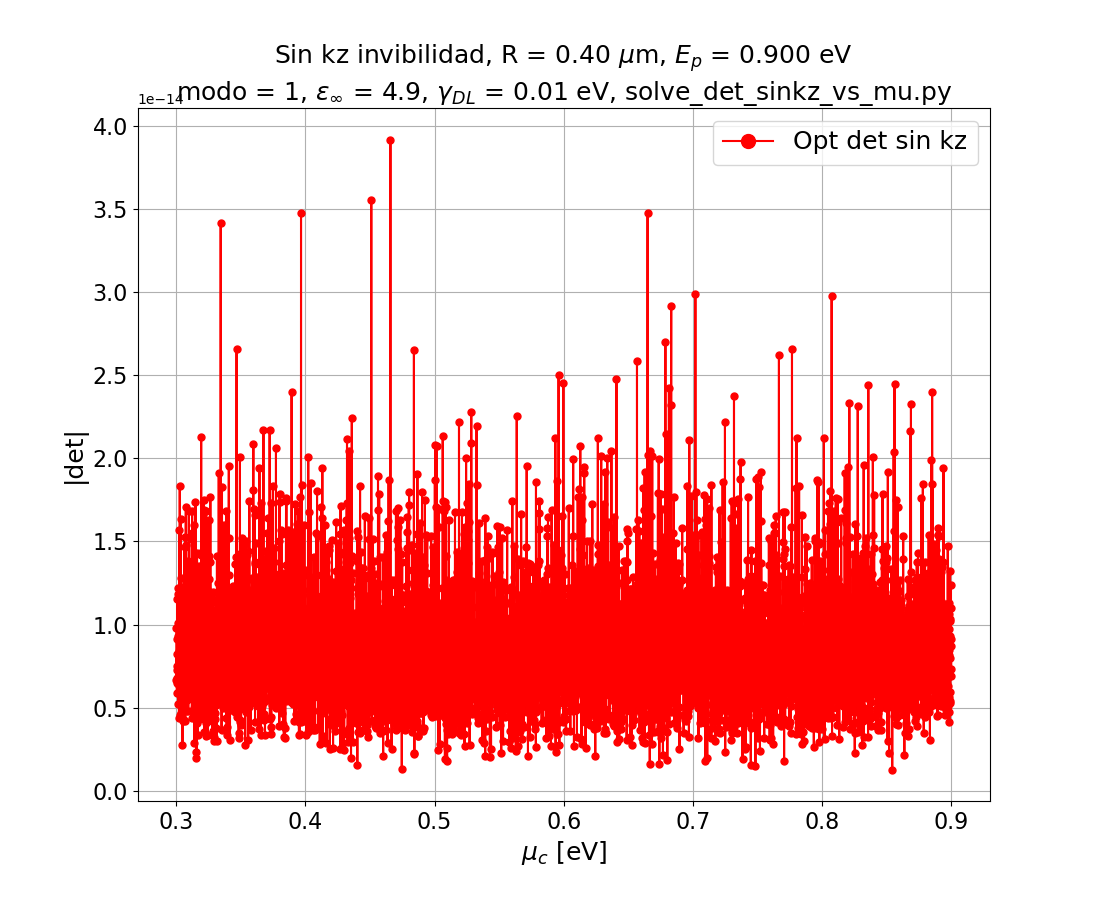 Sin kz invibilidad, R = 0.40 μm, E_p = 0.900 eV
modo = 1, ε_∞ = 4.9, γ_DL = 0.01 eV, solve_det_sinkz_vs_mu.py
1e−14
Opt det sin kz
4.0
3.5
3.0
2.5
2.0
1.5
1.0
0.5
0.0
|det|
0.3 0.4 0.5 0.6 0.7 0.8 0.9
μ_c [eV]